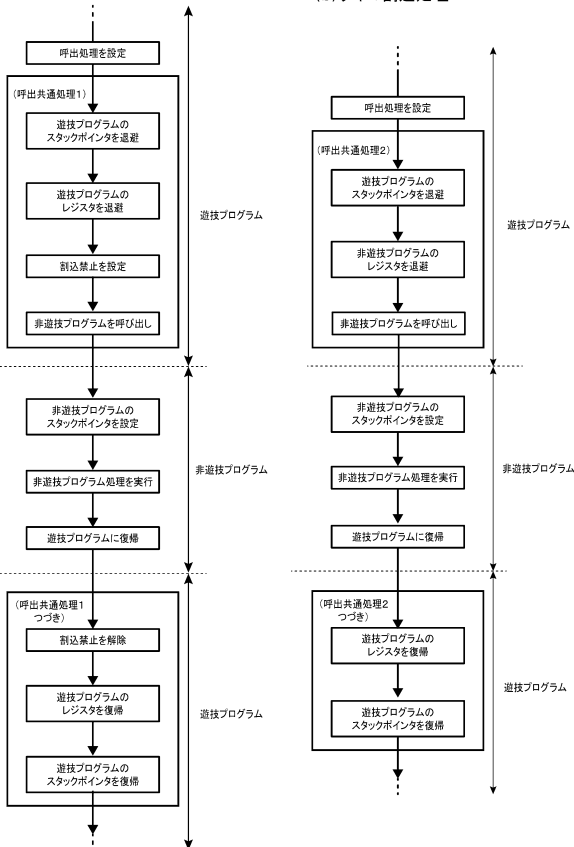 呼出処理を設定
(呼出共通処理1)
遊技プログラムの
スタックポインタを退避
遊技プログラムの
レジスタを退避
割込禁止を設定
非遊技プログラムを呼び出し
遊技プログラム
非遊技プログラムの
スタックポインタを設定
非遊技プログラム処理を実行
遊技プログラムに復帰
非遊技プログラム
(呼出共通処理1
つづき)
割込禁止を解除
遊技プログラムの
レジスタを復帰
遊技プログラムの
スタックポインタを復帰
遊技プログラム
呼出処理を設定
(呼出共通処理2)
遊技プログラムの
スタックポインタを退避
非遊技プログラムの
レジスタを退避
非遊技プログラムを呼び出し
遊技プログラム
非遊技プログラムの
スタックポインタを設定
非遊技プログラム処理を実行
遊技プログラムに復帰
非遊技プログラム
(呼出共通処理2
つづき)
遊技プログラムの
レジスタを復帰
遊技プログラムの
スタックポインタを復帰
遊技プログラム